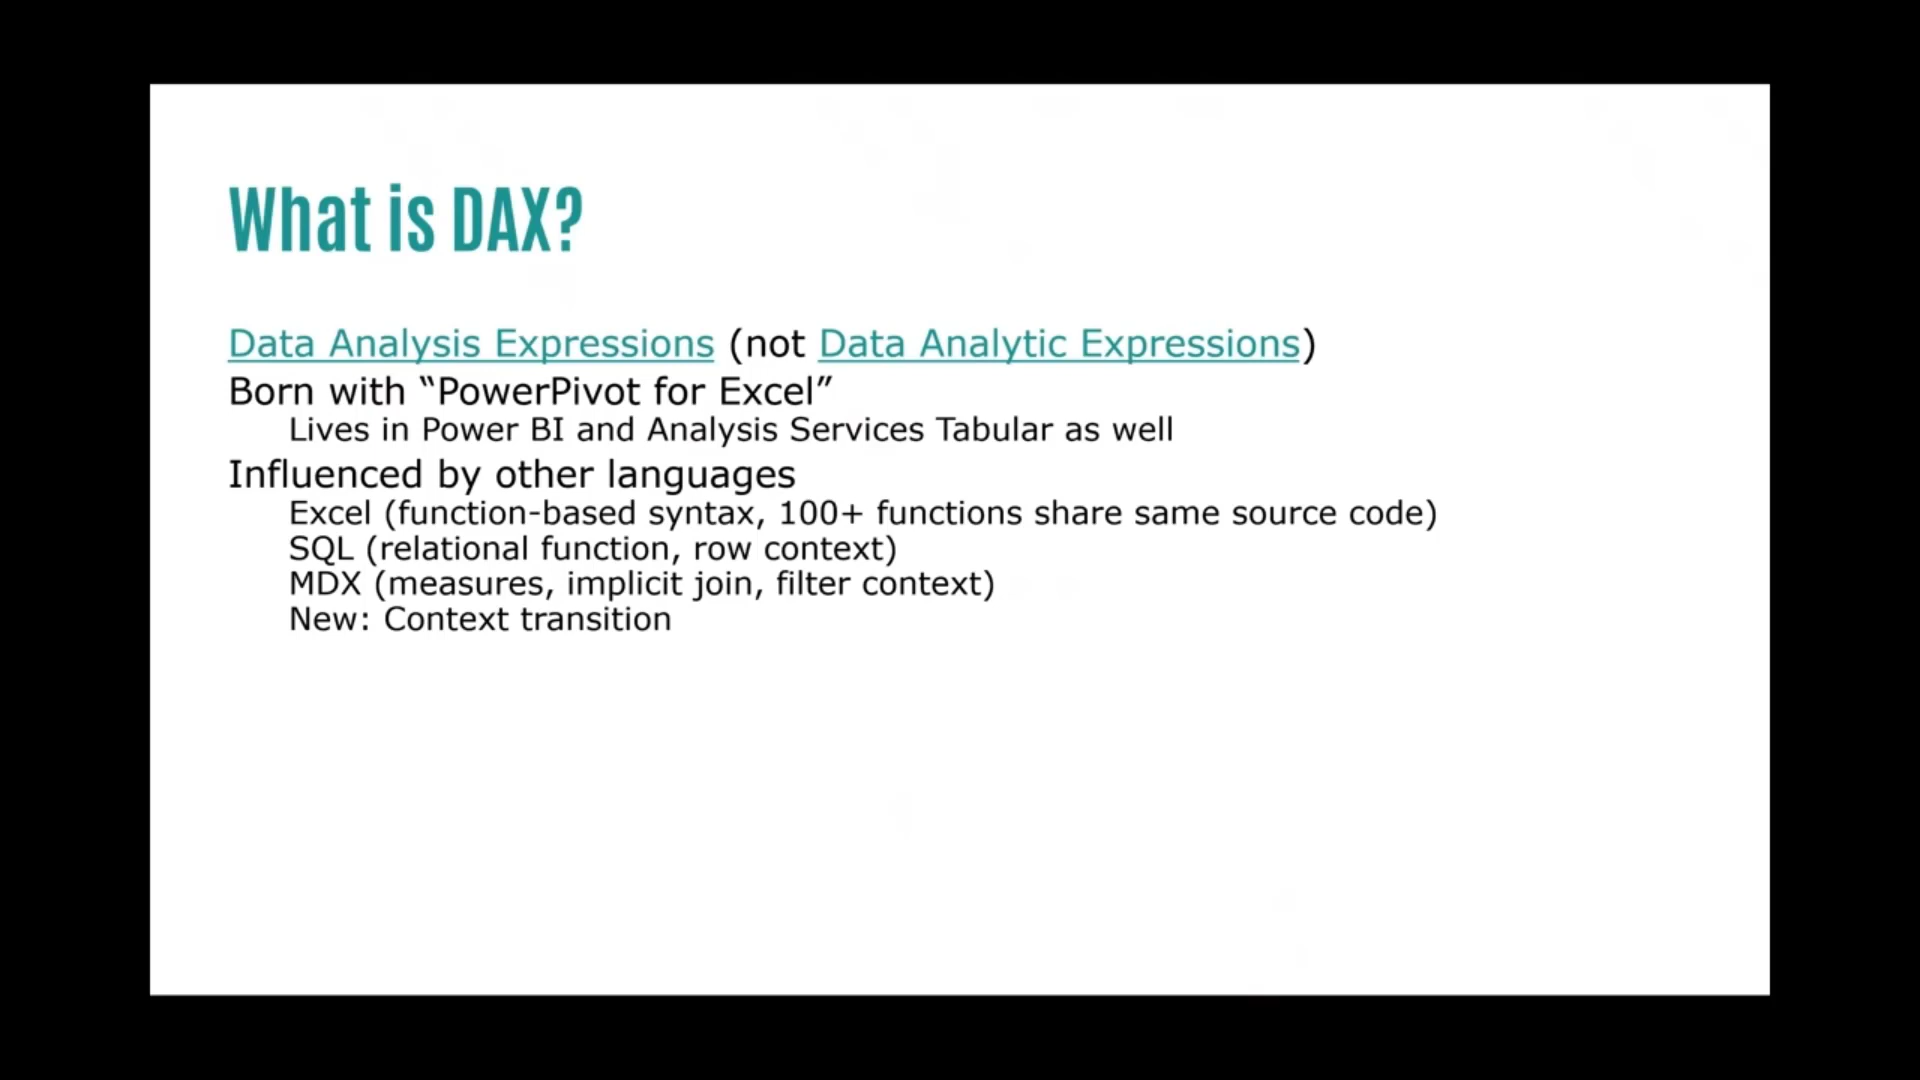 What is DAX?
Data Analysis Expressions (not Data Analytic Expressions)
Born with “PowerPivot for Excel”
Lives in Power BI and Analysis Services Tabular as well
Influenced by other languages
Excel (function-based syntax, 100+ functions share same source code)
SQL (relational function, row context)
MDX (measures, implicit join, filter context)
New: Context transition